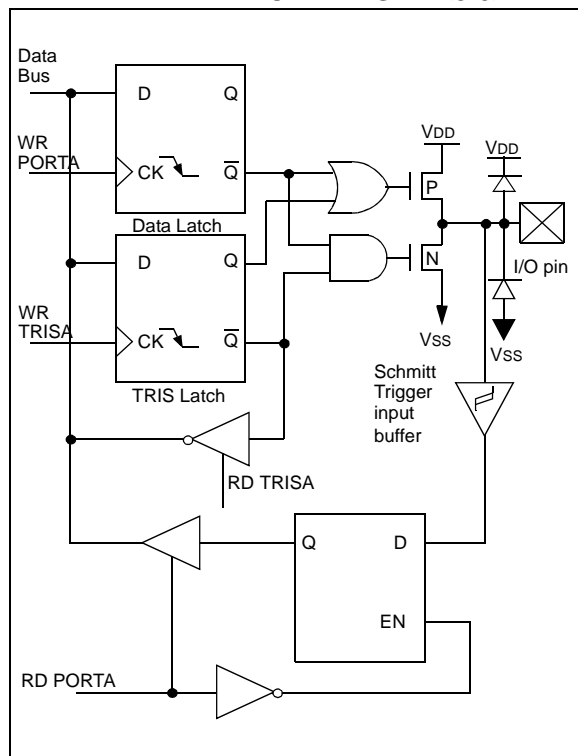 Data
Bus
D
Q
WR
PORTA
CK
Q̅
Data Latch
D
Q
WR
TRISA
CK
Q̅
TRIS Latch
VDD
P
N
VSS
VDD
I/O pin
VSS
Schmitt
Trigger
input
buffer
RD TRISA
Q
D
EN
RD PORTA